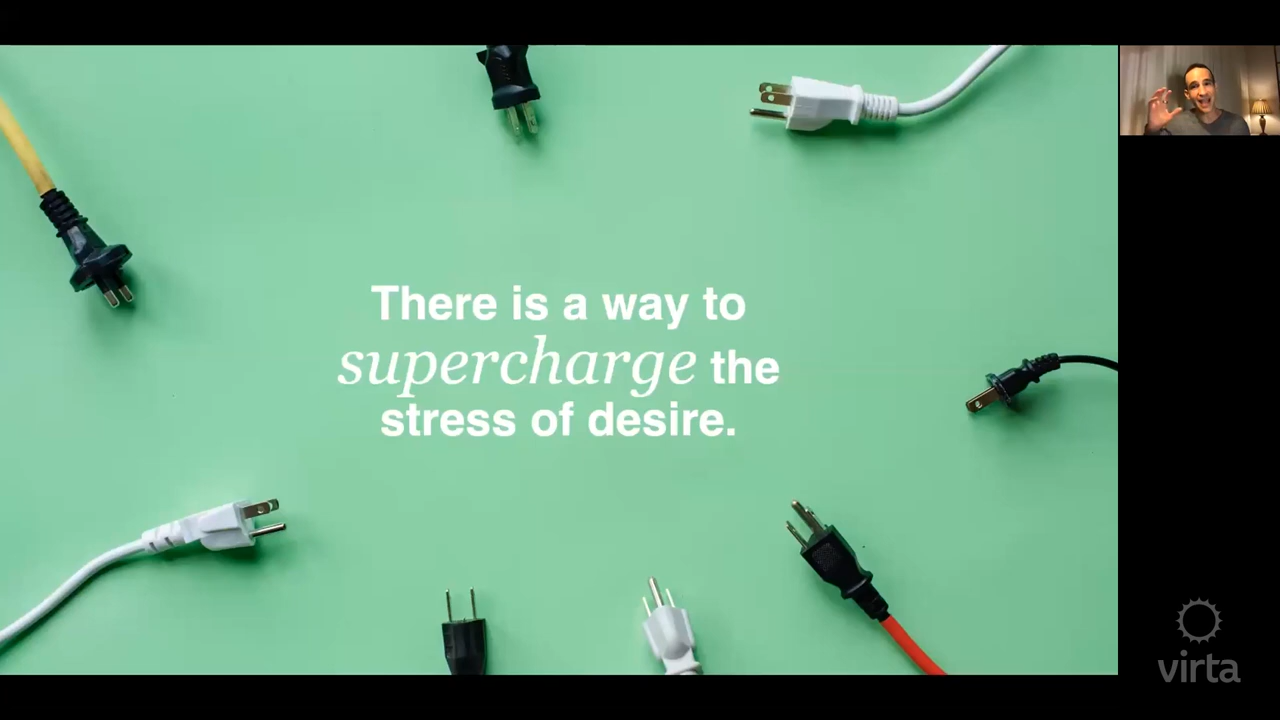 There is a way to
supercharge the
stress of desire.
virta